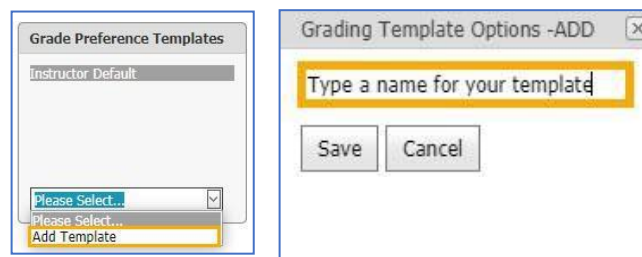 Grade Preference Templates
Instructor Default
Please Select...
Please Select...
Add Template
Grading Template Options -ADD
Type a name for your template
Save
Cancel